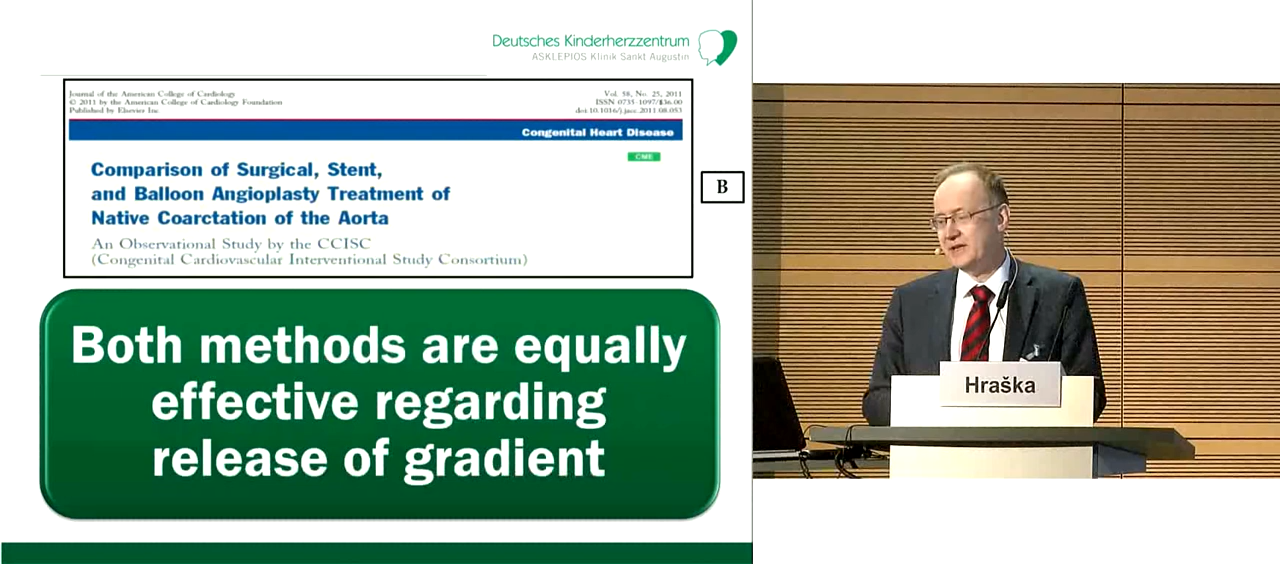 Deutsches Kinderherzzentrum
ASKLEPIOS Klinik Sankt Augustin
Journal of the American College of Cardiology
© 2011 by the American College of Cardiology Foundation
Published by Elsevier Inc.
Vol. 58, No. 25, 2011
ISSN 0735-1097/$36.00
doi:10.1016/j.jacc.2011.08.053
Congenital Heart Disease
CME
Comparison of Surgical, Stent,
and Balloon Angioplasty Treatment of
Native Coarctation of the Aorta
An Observational Study by the CCISC
(Congenital Cardiovascular Interventional Study Consortium)
B
Both methods are equally
effective regarding
release of gradient
Hraška